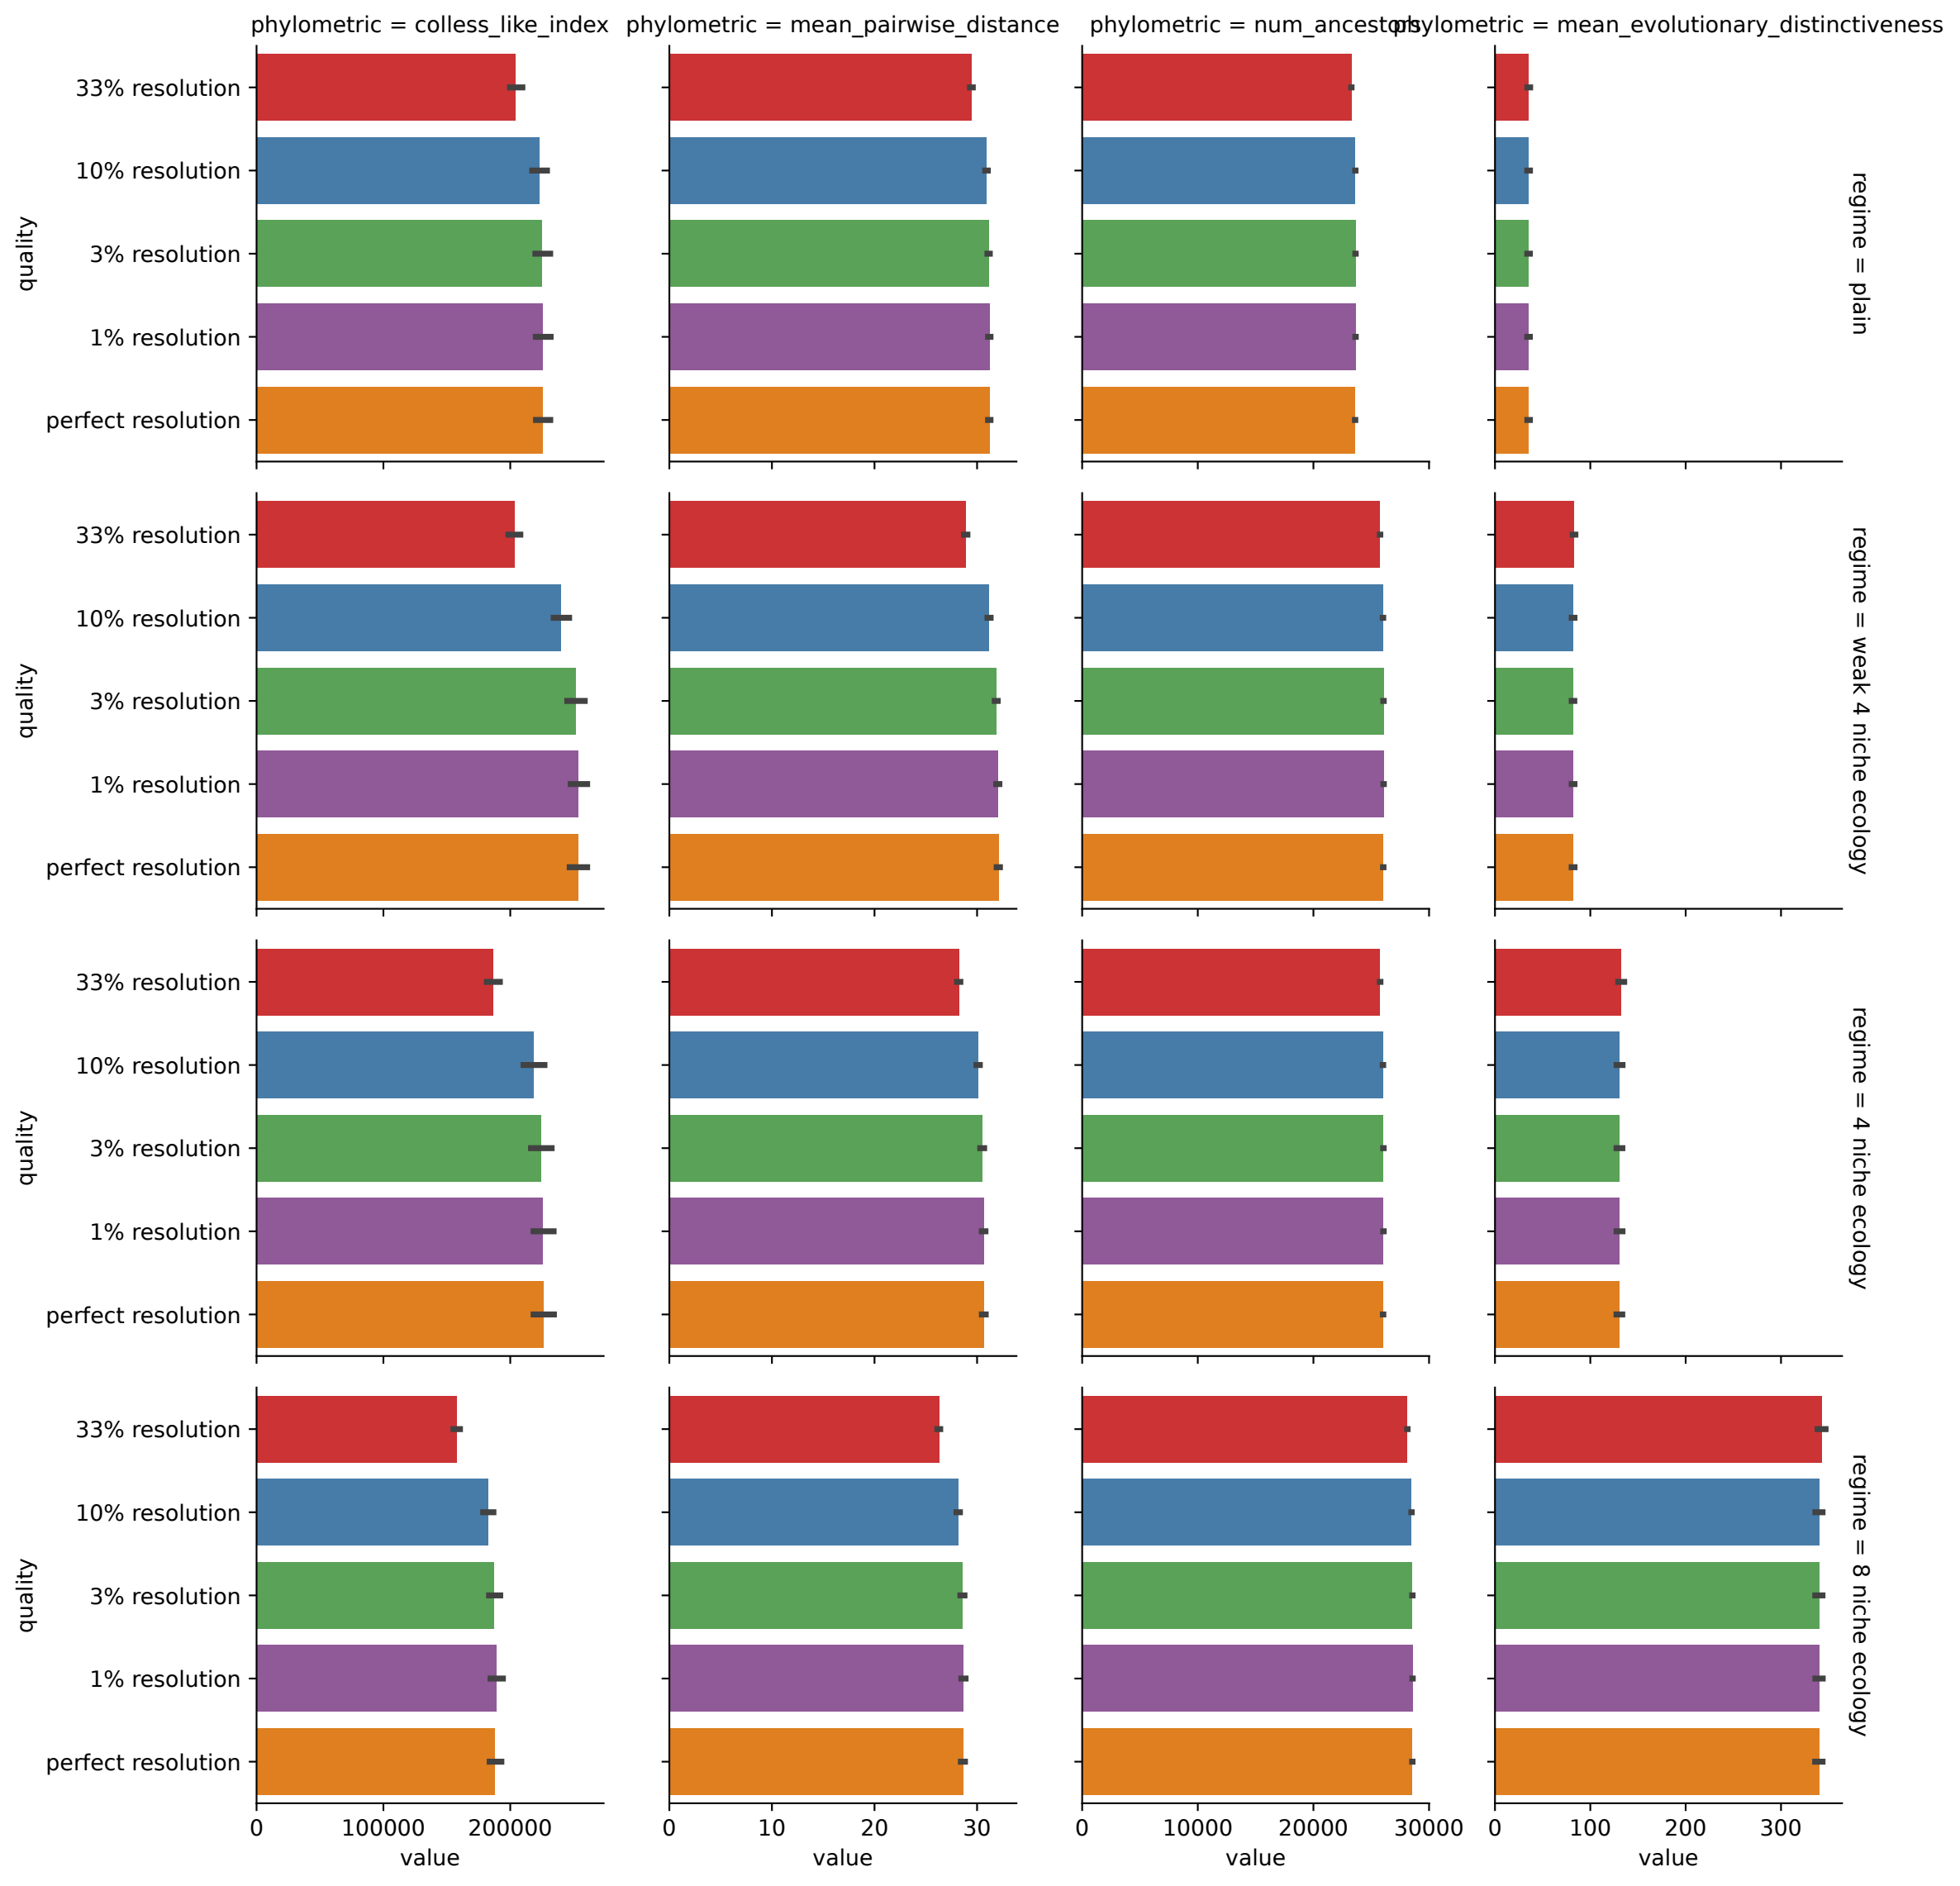 phylometric = colless_like_index
phylometric = mean_pairwise_distance
phylometric = num_ancestors
phylometric = mean_evolutionary_distinctiveness
quality
33% resolution
10% resolution
3% resolution
1% resolution
perfect resolution
regime = plain
quality
33% resolution
10% resolution
3% resolution
1% resolution
perfect resolution
regime = weak 4 niche ecology
quality
33% resolution
10% resolution
3% resolution
1% resolution
perfect resolution
regime = 4 niche ecology
quality
33% resolution
10% resolution
3% resolution
1% resolution
perfect resolution
regime = 8 niche ecology
0 100000 200000
value
0 10 20 30
value
0 10000 20000 30000
value
0 100 200 300
value